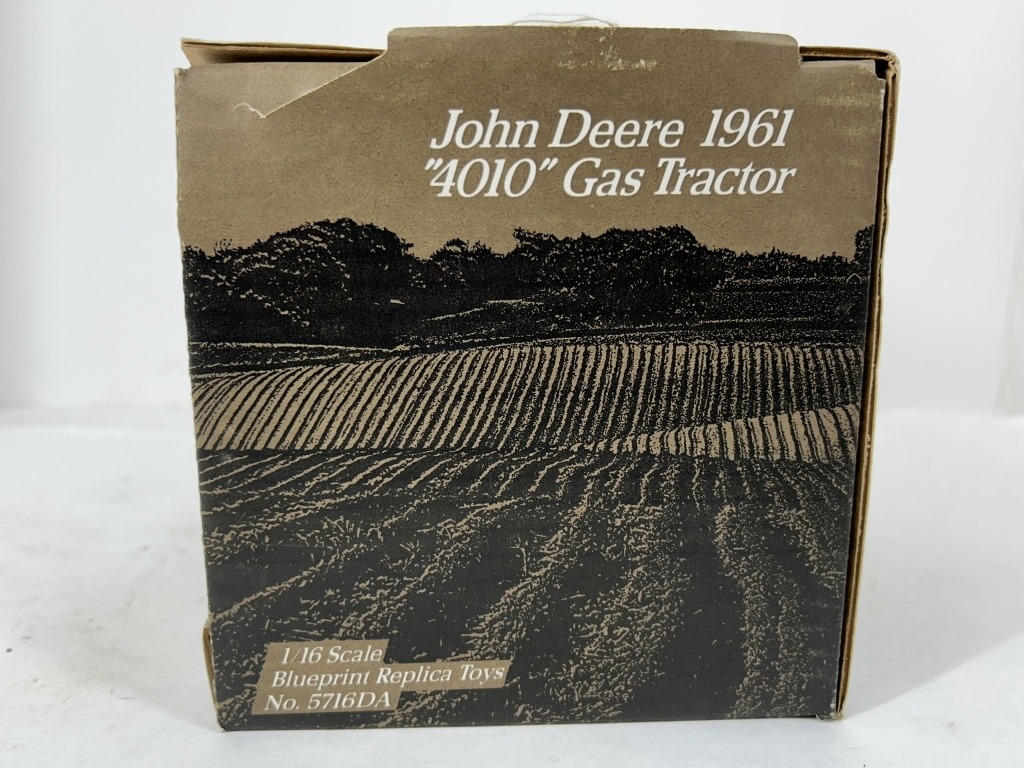 John Deere 1961
"4010" Gas Tractor
1/16 Scale
Blueprint Replica Toys
No. 5716DA